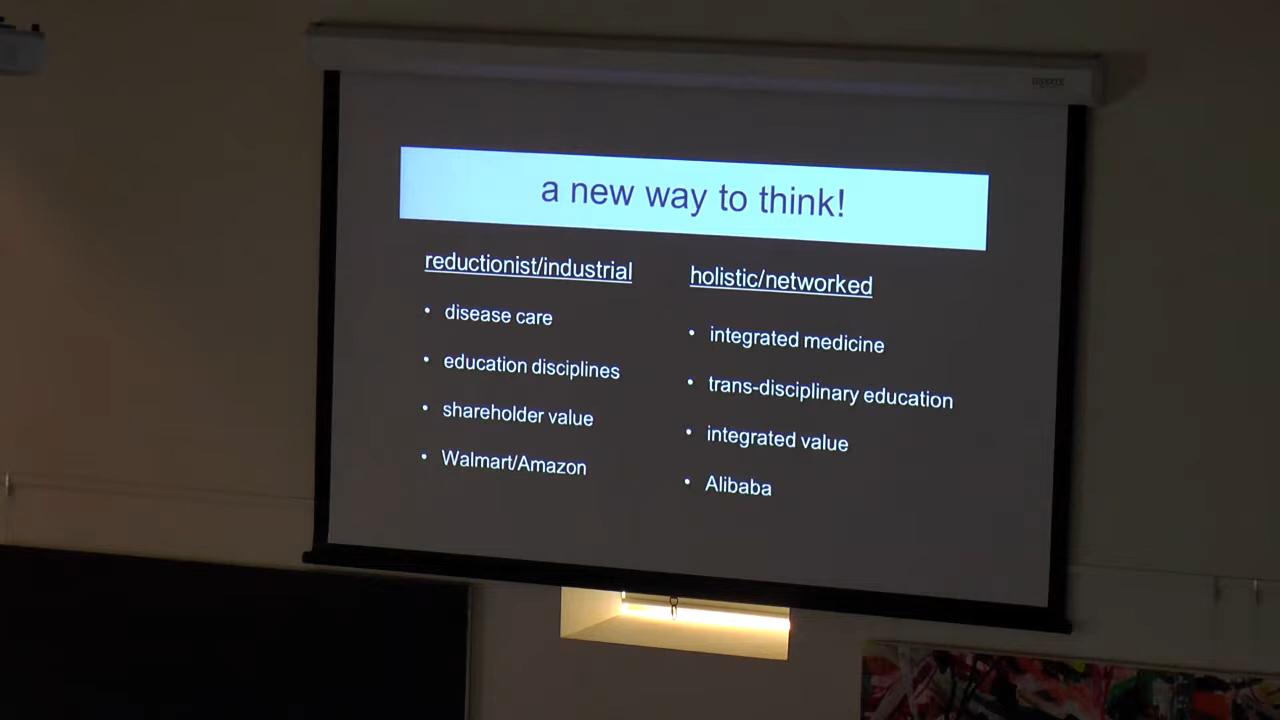 a new way to think!
reductionist/industrial
• disease care
• education disciplines
• shareholder value
• Walmart/Amazon
holistic/networked
• integrated medicine
• trans-disciplinary education
• integrated value
• Alibaba